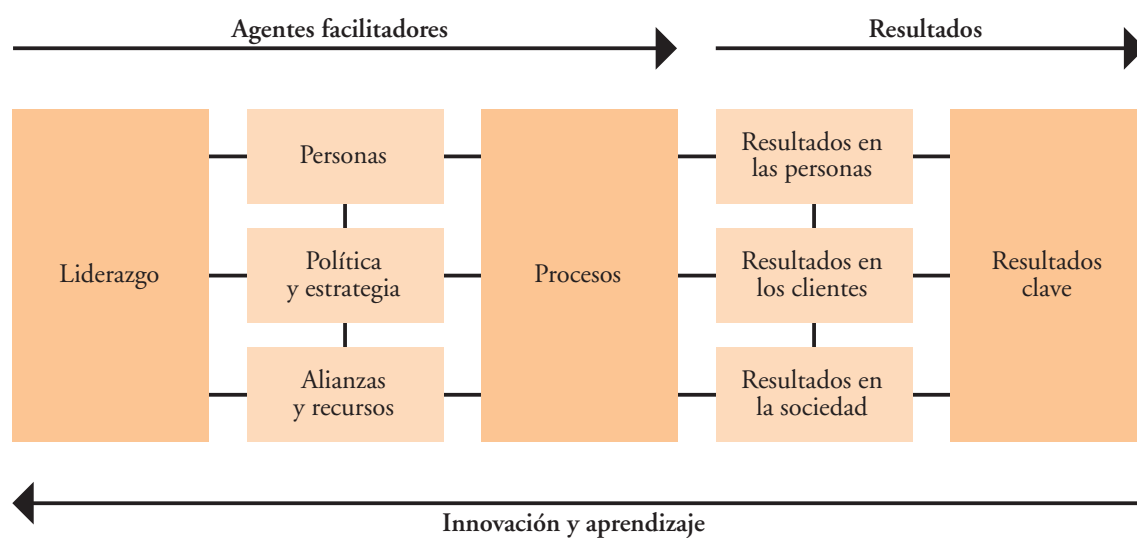 Agentes facilitadores
Resultados
Liderazgo
Personas
Política
y estrategia
Alianzas
y recursos
Procesos
Resultados en
las personas
Resultados en
los clientes
Resultados en
la sociedad
Resultados
clave
Innovación y aprendizaje